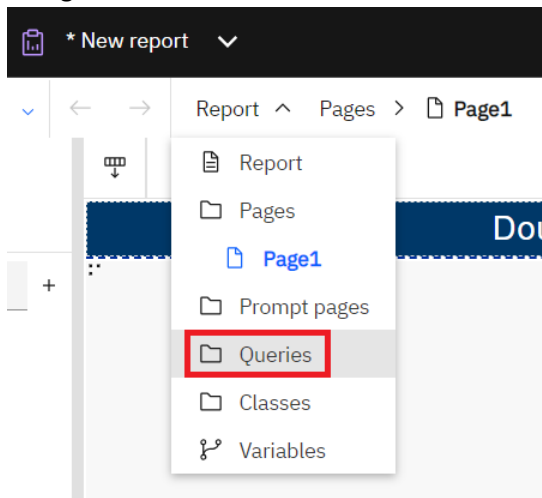 * New report
Report Pages > Page1
Report
Pages
Dou
Page1
Prompt pages
Queries
Classes
Variables